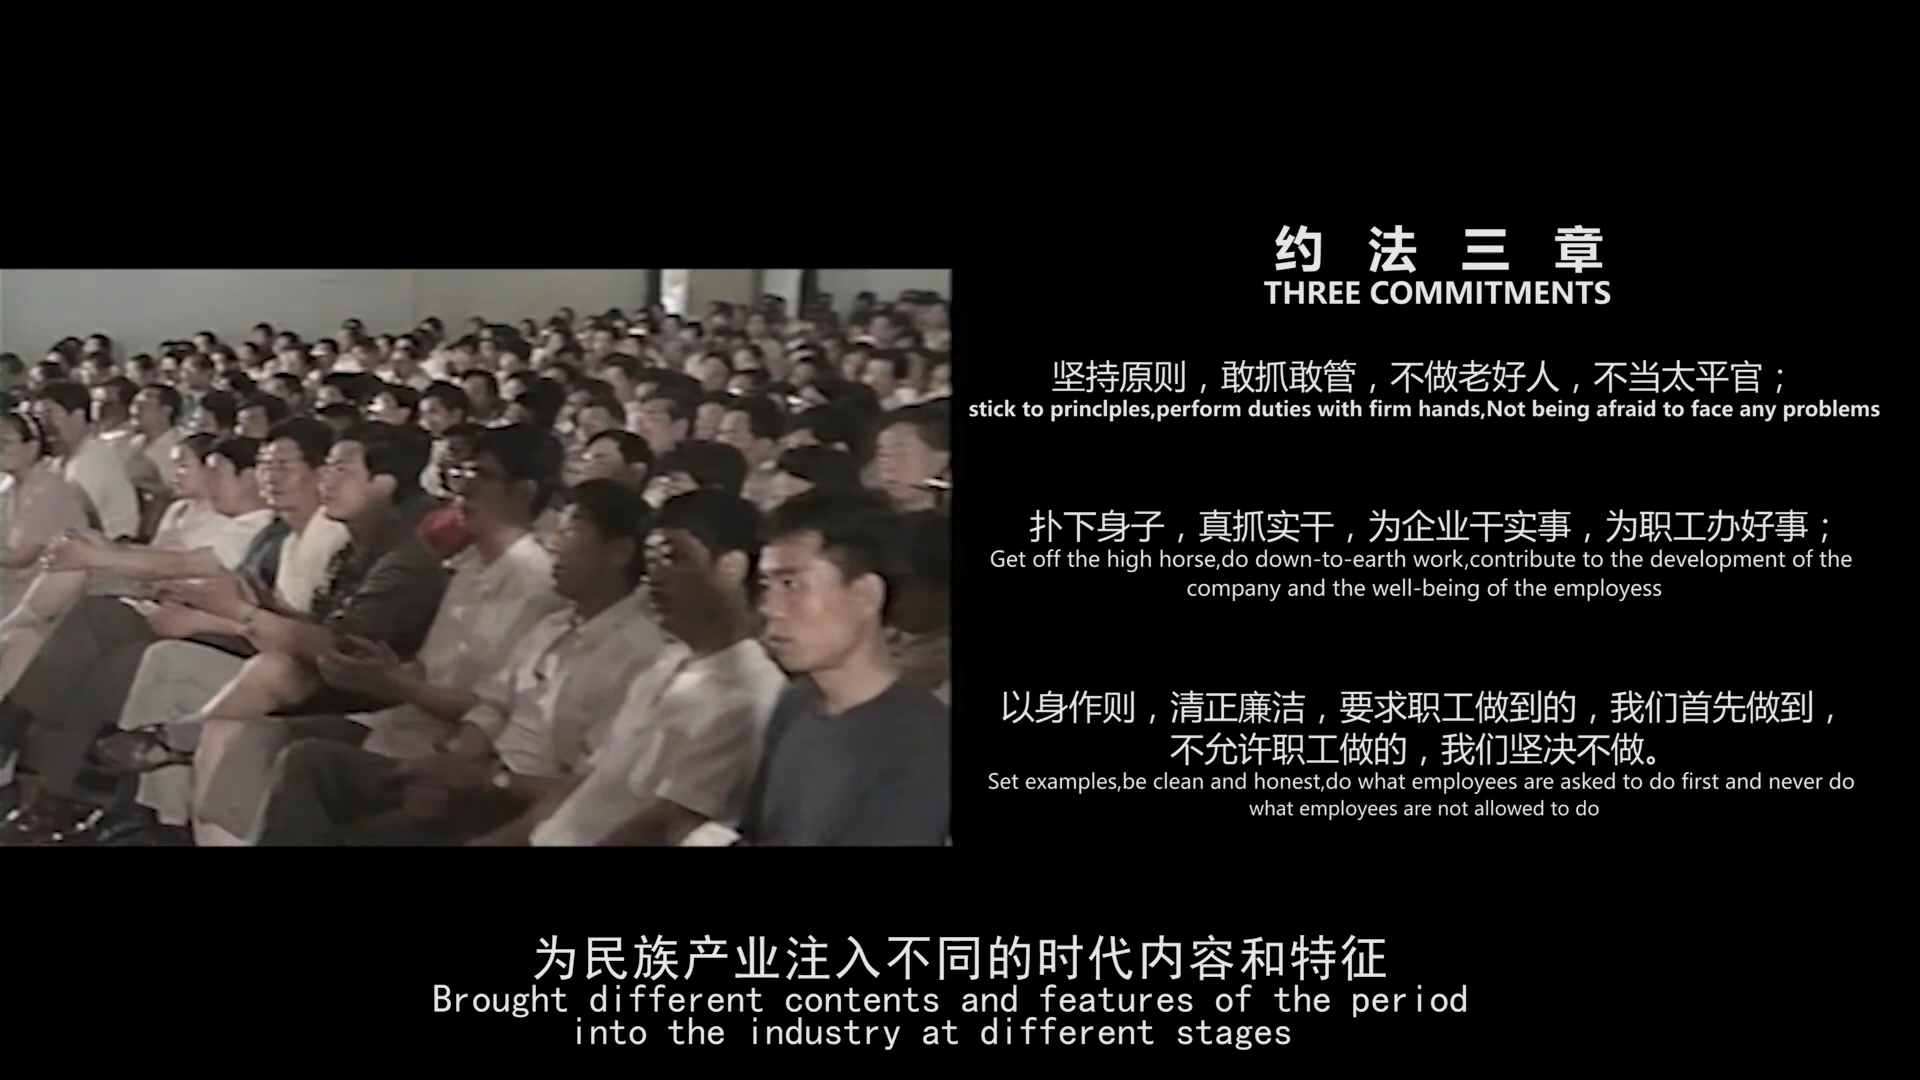 约法三章
THREE COMMITMENTS
坚持原则，敢抓敢管，不做老好人，不当太平官；
stick to princlples,perform duties with firm hands,Not being afraid to face any problems
扑下身子，真抓实干，为企业干实事，为职工办好事；
Get off the high horse,do down-to-earth work,contribute to the development of the
company and the well-being of the employess
以身作则，清正廉洁，要求职工做到的，我们首先做到，
不允许职工做的，我们坚决不做。
Set examples,be clean and honest,do what employees are asked to do first and never do
what employees are not allowed to do
为民族产业注入不同的时代内容和特征
Brought different contents and features of the period
into the industry at different stages